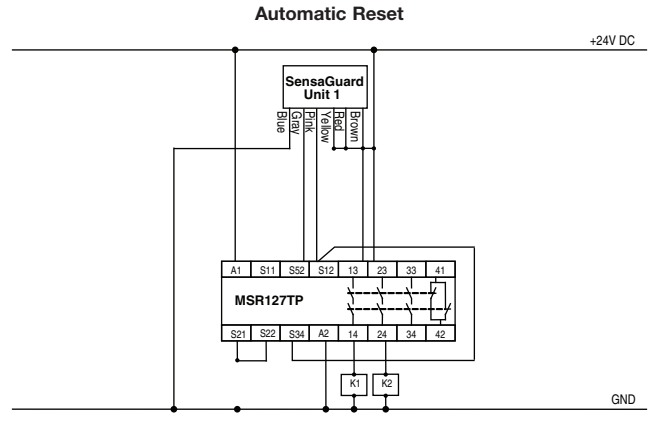 Automatic Reset
+24V DC
SensaGuard
Unit 1
Blue
Gray
Pink
Yellow
Red
Brown
A1 S11 S52 S12 13 23 33 41
MSR127TP
S21 S22 S34 A2 14 24 34 42
K1 K2
GND